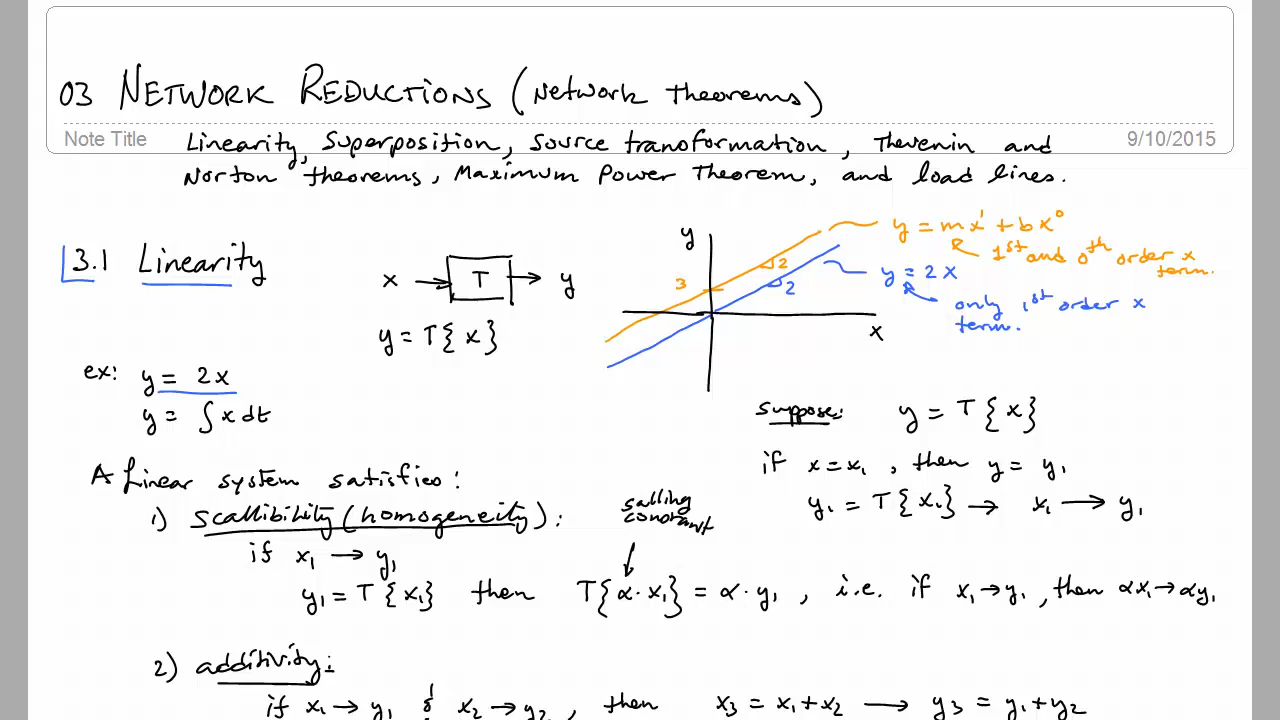 03 NETWORK REDUCTIONS (Network theorems)
Note Title
9/10/2015
Linearity, Superposition, Source transformation, Thevenin and
Norton theorems, Maximum Power Theorem, and load lines.
3.1 Linearity
x → T → y
y = T{x}
y
x
3
2
2
y = mx¹ + bx⁰
1st and 0th order x
term.
y = 2x
only 1st order x
term.
ex: y = 2x
y = ∫ x dt
suppose: y = T{x}
if x = x₁, then y = y₁
y₁ = T{x₁} → x₁ → y₁
A Linear system satisfies:
1) scallibility (homogeneity):
salling
constant
if x₁ → y₁
y₁ = T{x₁} then T{α·x₁} = α·y₁, i.e. if x₁→y₁, then αx₁→αy₁
2) additivity:
if x₁ → y₁ & x₂ → y₂, then x₃ = x₁+x₂ → y₃ = y₁+y₂